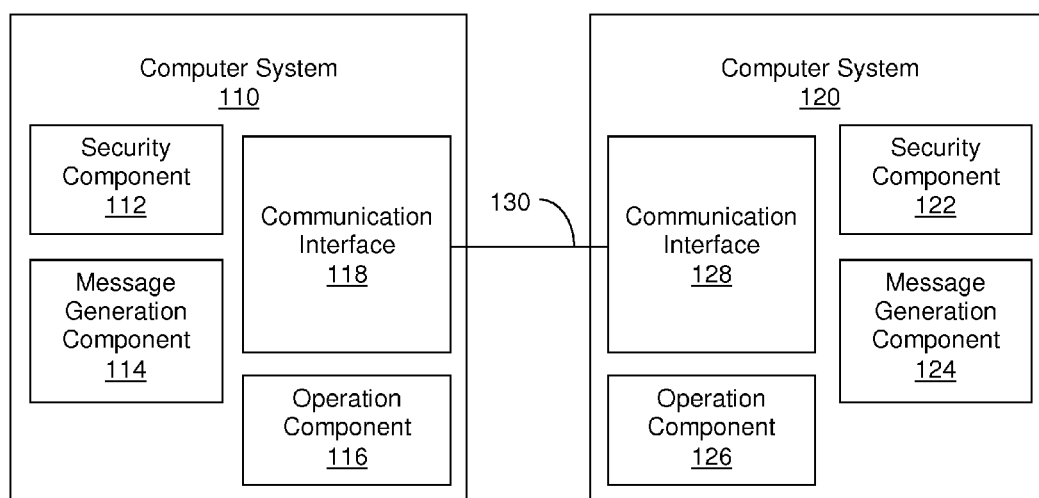 Computer System
110
Security
Component
112
Message
Generation
Component
114
Communication
Interface
118
Operation
Component
116
130
Computer System
120
Communication
Interface
128
Security
Component
122
Message
Generation
Component
124
Operation
Component
126